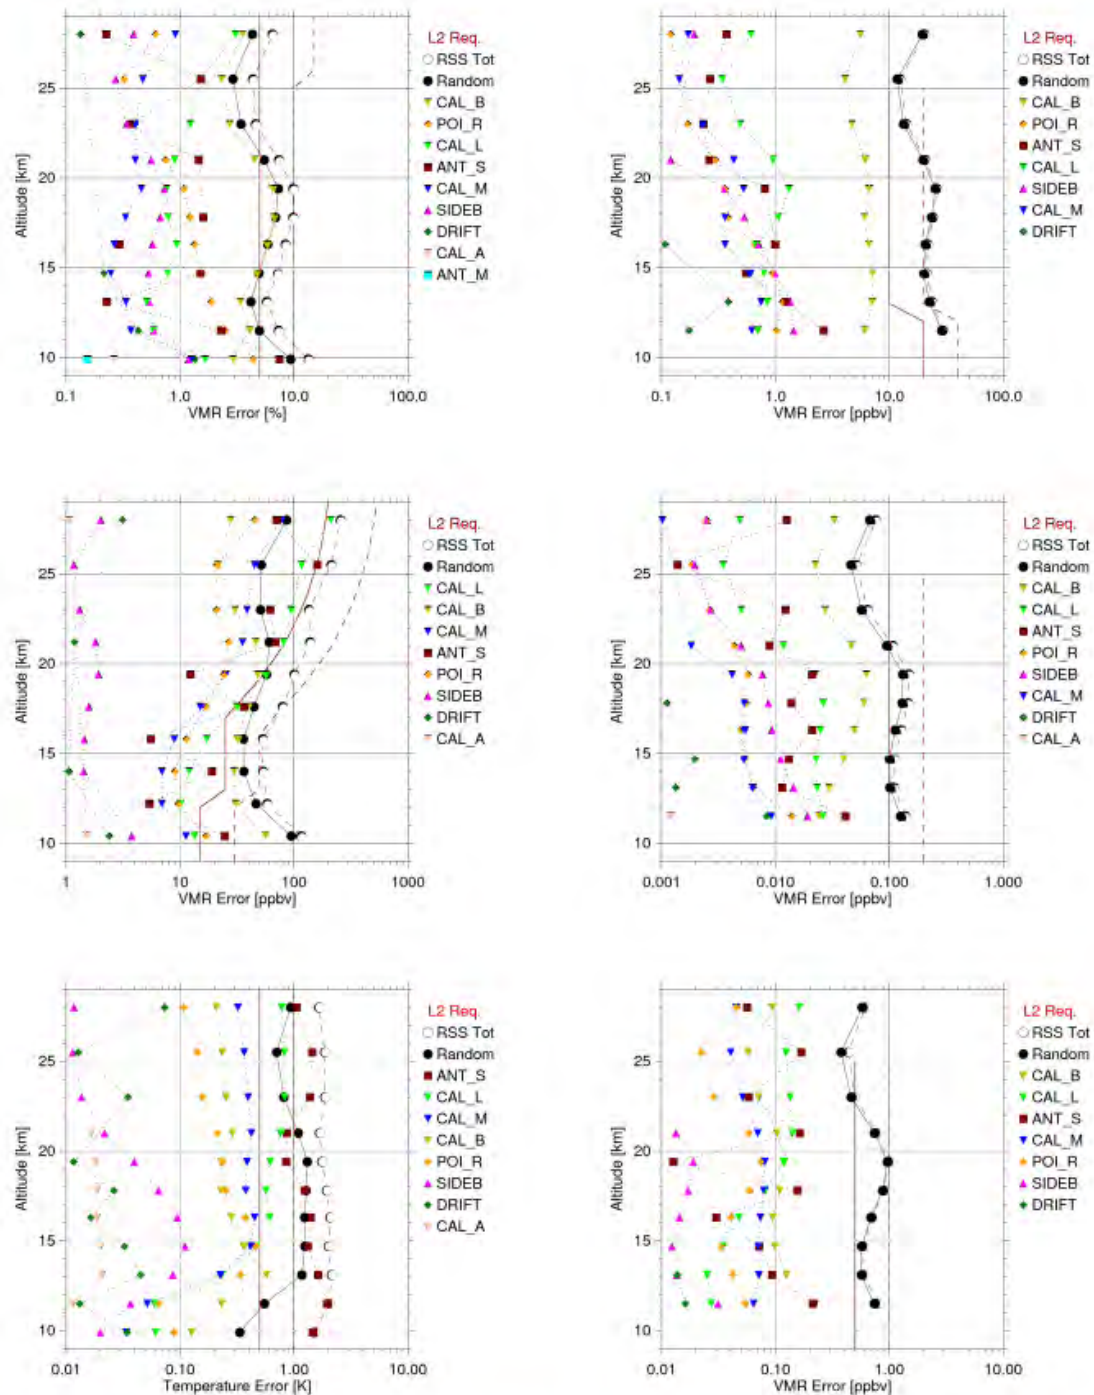 L2 Req.
RSS Tot
Random
CAL_B
POI_R
CAL_L
ANT_S
CAL_M
SIDEB
DRIFT
CAL_A
ANT_M
Altitude [km]
25
20
15
10
0.1
1.0
10.0
100.0
VMR Error [%]
L2 Req.
RSS Tot
Random
CAL_B
POI_R
ANT_S
CAL_L
SIDEB
CAL_M
DRIFT
Altitude [km]
25
20
15
10
0.1
1.0
10.0
100.0
VMR Error [ppbv]
L2 Req.
RSS Tot
Random
CAL_L
CAL_B
CAL_M
ANT_S
POI_R
SIDEB
DRIFT
CAL_A
Altitude [km]
25
20
15
10
1
10
100
1000
VMR Error [ppbv]
L2 Req.
RSS Tot
Random
CAL_B
CAL_L
ANT_S
POI_R
SIDEB
CAL_M
DRIFT
CAL_A
Altitude [km]
25
20
15
10
0.001
0.010
0.100
1.000
VMR Error [ppbv]
L2 Req.
RSS Tot
Random
ANT_S
CAL_L
CAL_M
CAL_B
POI_R
SIDEB
DRIFT
CAL_A
Altitude [km]
25
20
15
10
0.01
0.10
1.00
10.00
Temperature Error [K]
L2 Req.
RSS Tot
Random
CAL_B
CAL_L
ANT_S
CAL_M
POI_R
SIDEB
DRIFT
Altitude [km]
25
20
15
10
0.01
0.10
1.00
10.00
VMR Error [ppbv]